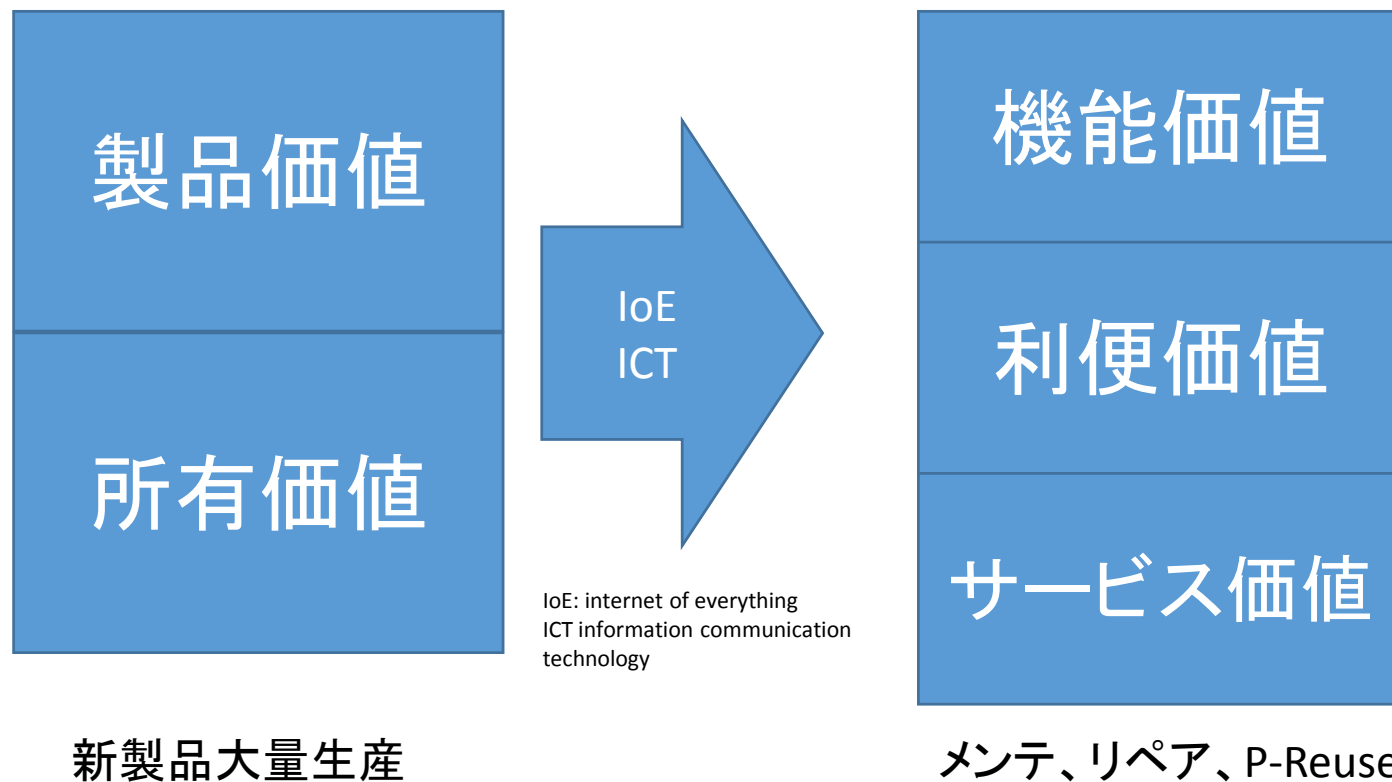 製品価値
所有価値
IoE
ICT
IoE: internet of everything
ICT information communication
technology
機能価値
利便価値
サービス価値
新製品大量生産
メンテ、リペア、P-Reuse